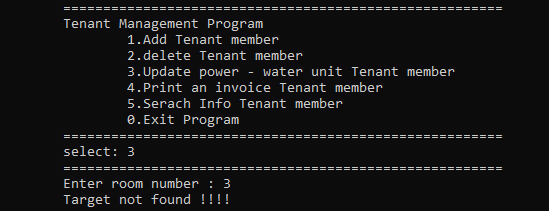 =======================================================
Tenant Management Program
1.Add Tenant member
2.delete Tenant member
3.Update power - water unit Tenant member
4.Print an invoice Tenant member
5.Serach Info Tenant member
0.Exit Program
=======================================================
select: 3
=======================================================
Enter room number : 3
Target not found !!!!